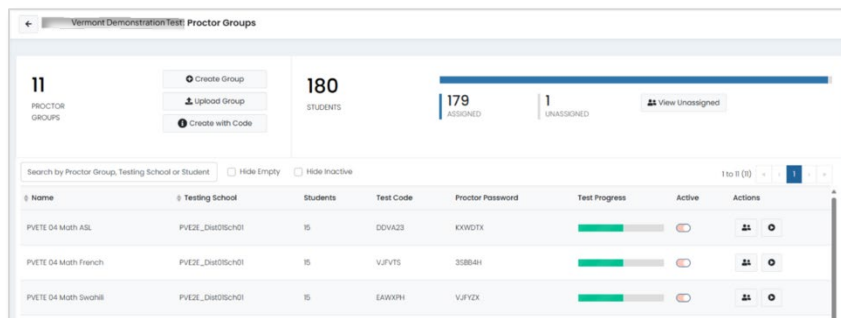 Vermont Demonstration Test: Proctor Groups
11
PROCTOR
GROUPS
Create Group
Upload Group
Create with Code
180
STUDENTS
179
ASSIGNED
1
UNASSIGNED
View Unassigned
Search by Proctor Group, Testing School or Student
Hide Empty
Hide Inactive
1 to 11 (11) « ‹ 1 › »
Name Testing School Students Test Code Proctor Password Test Progress Active Actions
PVETE 04 Math ASL PVE2E_Dist01Sch01 15 DDVA23 KXWDTX
PVETE 04 Math French PVE2E_Dist01Sch01 15 VJFVTS 3SBB4H
PVETE 04 Math Swahili PVE2E_Dist01Sch01 15 EAWXPH VJFYZX